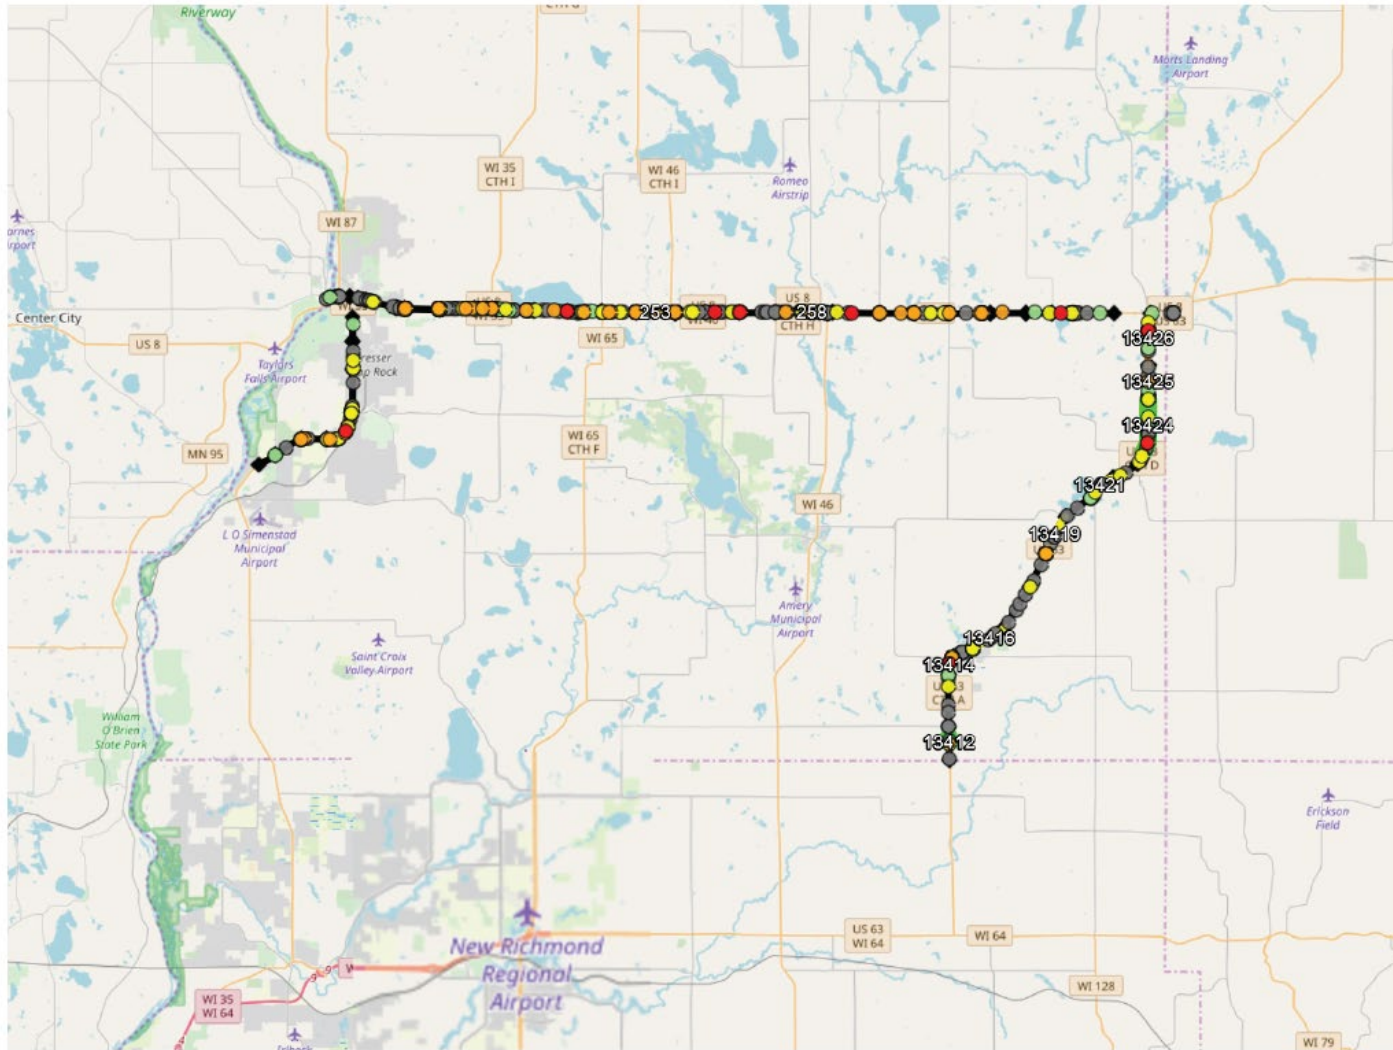 Riverway
Morts Landing
Airport
WI 35
CTH I
WI 46
CTH I
Romeo
Airstrip
WI 87
Center City
US 8
Taylors
Falls Airport
253
US 8
258
CTH H
WI 65
13426
13425
13424
MN 95
WI 65
CTH F
13421
WI 46
L O Simenstad
Municipal
Airport
13419
Amery
Municipal
Airport
13416
Saint Croix
Valley Airport
13414
William
O'Brien
State Park
13412
Erickson
Field
New Richmond
Regional
Airport
US 63
WI 64
WI 64
WI 35
WI 64
WI 128
WI 79